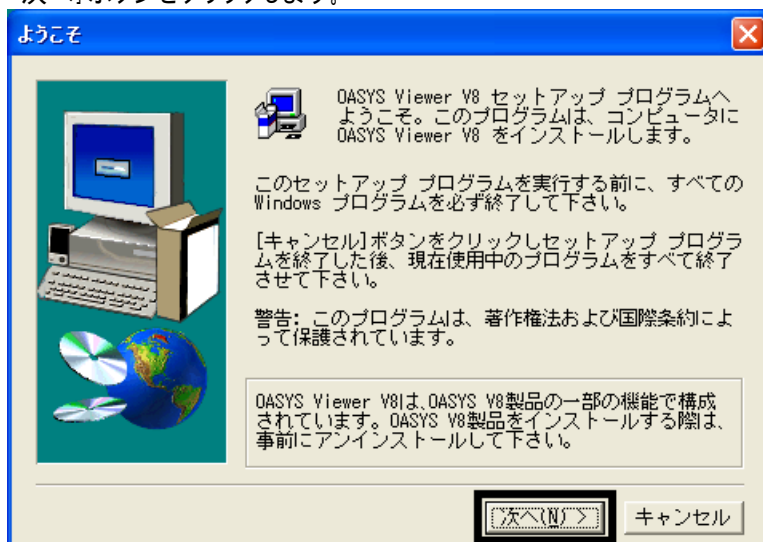 次へ]ボタンをクリックします。
ようこそ
OASYS Viewer V8 セットアップ プログラムへ
ようこそ。このプログラムは、コンピュータに
OASYS Viewer V8 をインストールします。
このセットアップ プログラムを実行する前に、すべての
Windows プログラムを必ず終了して下さい。
[キャンセル]ボタンをクリックしセットアップ プログラ
ムを終了した後、現在使用中のプログラムをすべて終了
させて下さい。
警告: このプログラムは、著作権法および国際条約によ
って保護されています。
OASYS Viewer V8は、OASYS V8製品の一部の機能で構成
されています。OASYS V8製品をインストールする際は、
事前にアンインストールして下さい。
次へ(N) >
キャンセル